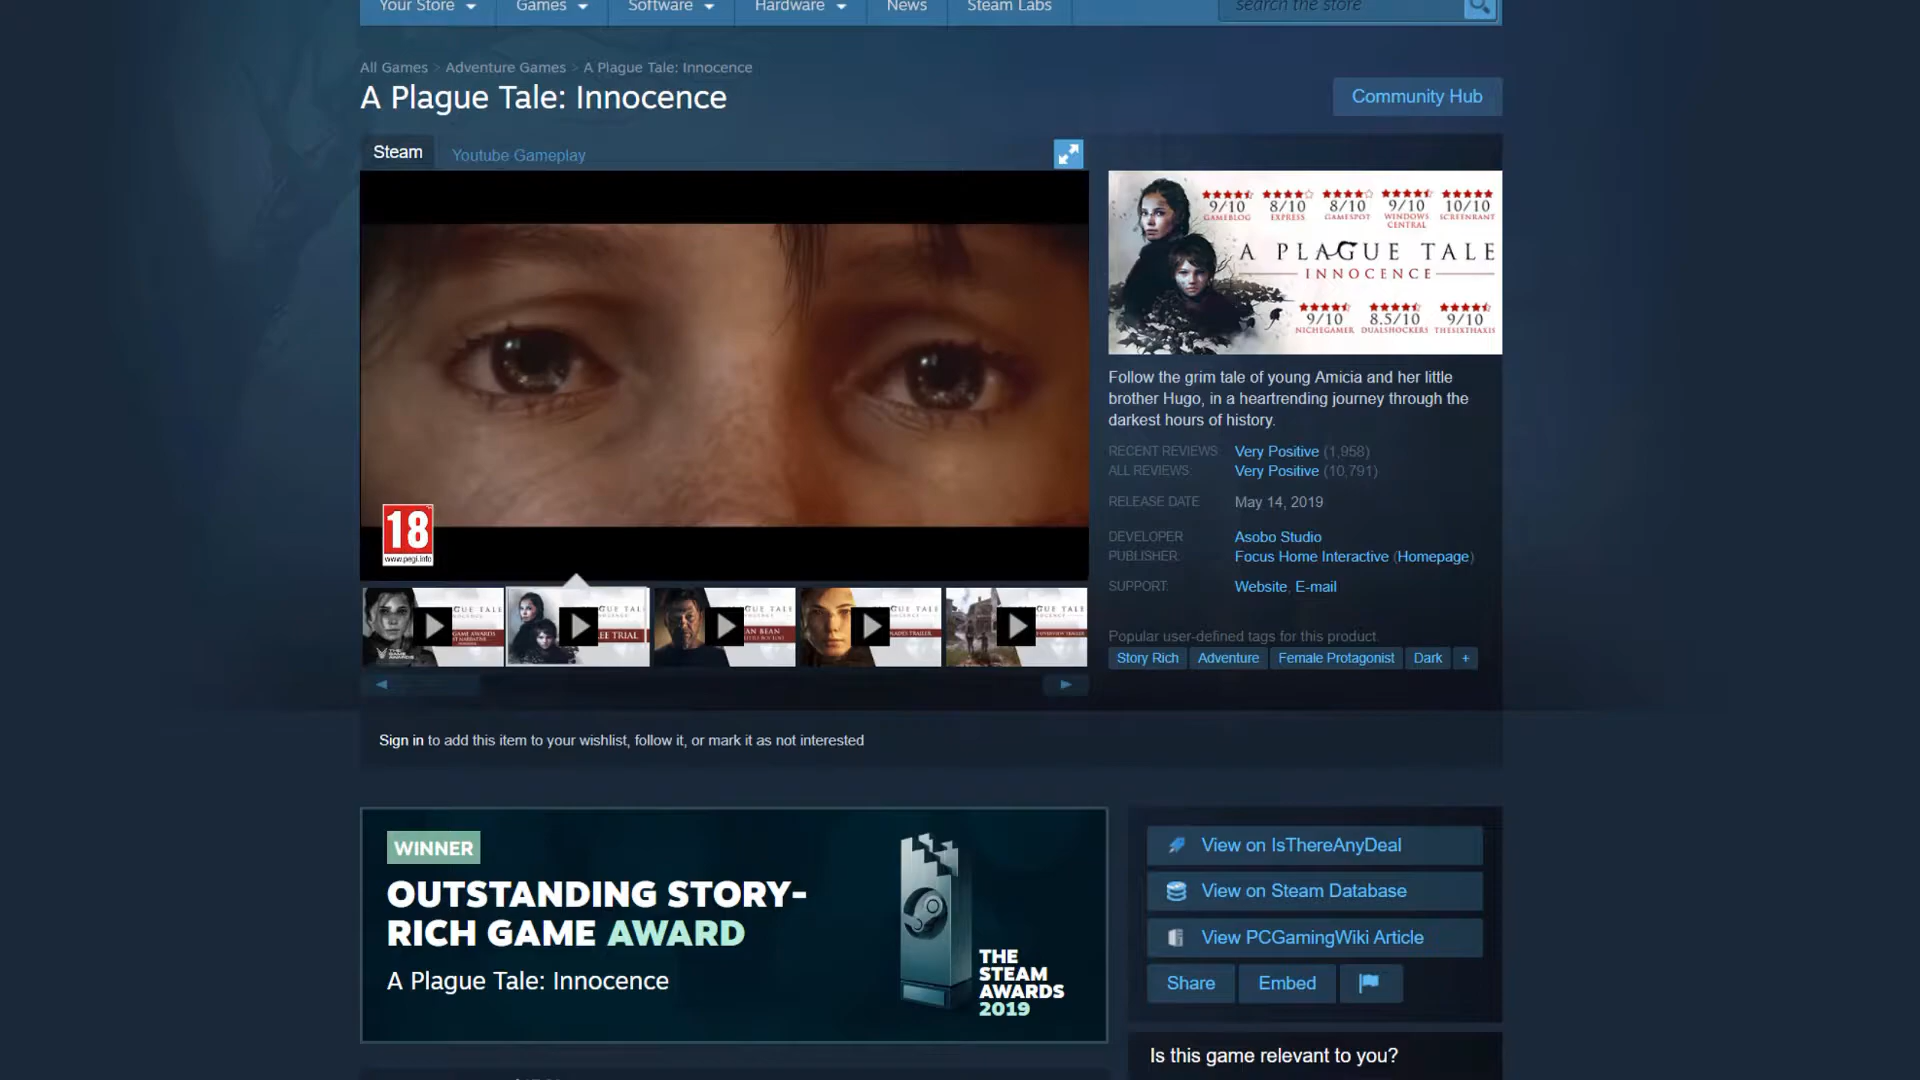 Your Store
Games
Software
Hardware
News
Steam Labs
search the store
All Games > Adventure Games > A Plague Tale: Innocence
A Plague Tale: Innocence
Community Hub
Steam
Youtube Gameplay
9/10
GAMEBLOG
8/10
EXPRESS
8/10
GAMESPOT
9/10
WINDOWS
CENTRAL
10/10
SCREENRANT
A PLAGUE TALE
INNOCENCE
9/10
NICHEGAMER
8.5/10
DUALSHOCKERS
9/10
THESIXTHAXIS
Follow the grim tale of young Amicia and her little
brother Hugo, in a heartrending journey through the
darkest hours of history.
RECENT REVIEWS: Very Positive (1,958)
ALL REVIEWS: Very Positive (10,791)
RELEASE DATE: May 14, 2019
DEVELOPER: Asobo Studio
PUBLISHER: Focus Home Interactive (Homepage)
SUPPORT: Website, E-mail
Popular user-defined tags for this product:
Story Rich
Adventure
Female Protagonist
Dark
+
18
www.pegi.info
Sign in to add this item to your wishlist, follow it, or mark it as not interested
WINNER
OUTSTANDING STORY-
RICH GAME AWARD
A Plague Tale: Innocence
THE
STEAM
AWARDS
2019
View on IsThereAnyDeal
View on Steam Database
View PCGamingWiki Article
Share
Embed
Is this game relevant to you?